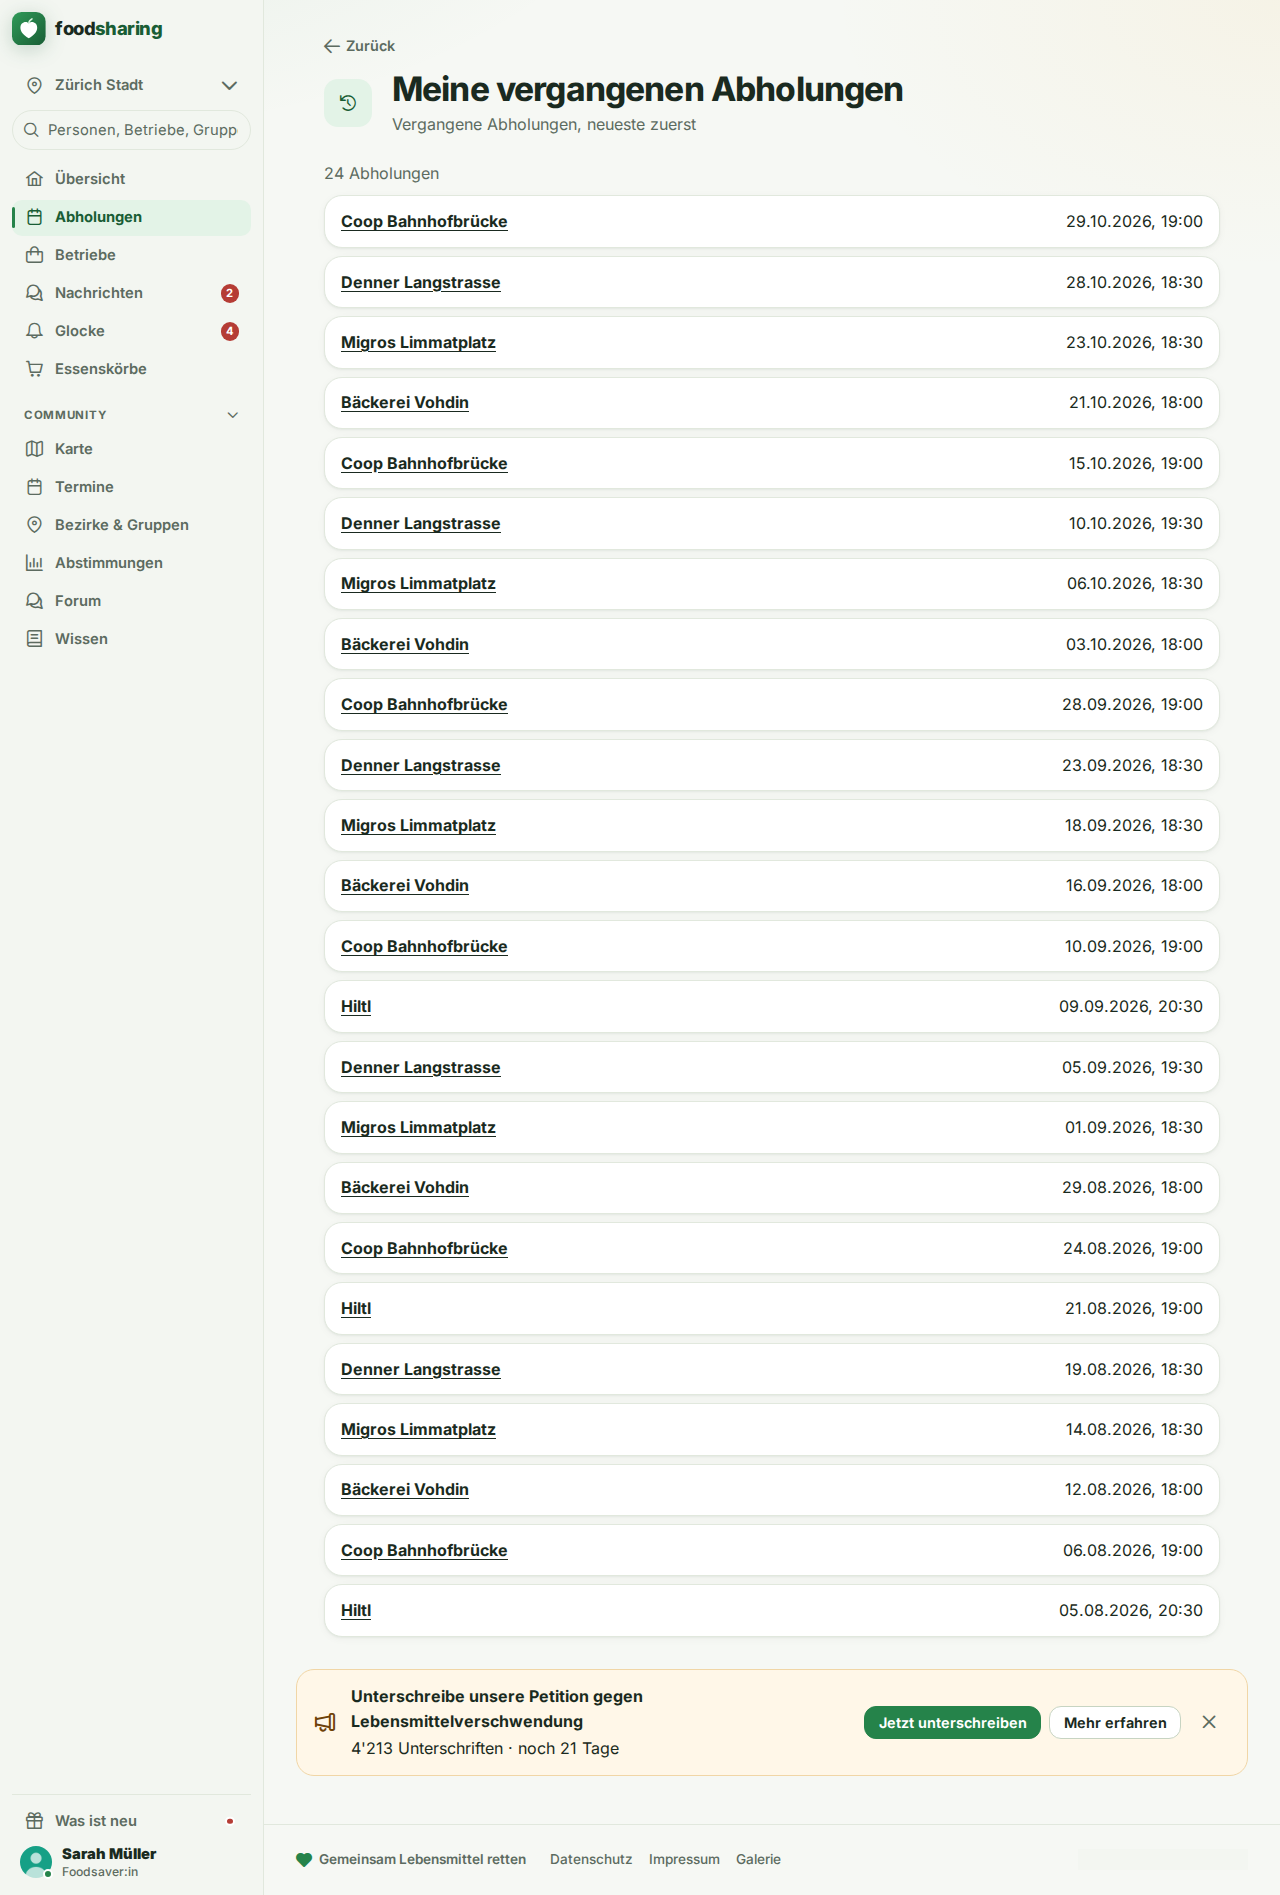 foodsharing
Zürich Stadt
Personen, Betriebe, Grupp
Übersicht
Abholungen
Betriebe
Nachrichten 2
Glocke 4
Essenskörbe
COMMUNITY
Karte
Termine
Bezirke & Gruppen
Abstimmungen
Forum
Wissen
Was ist neu
Sarah Müller
Foodsaver:in
Zurück
Meine vergangenen Abholungen
Vergangene Abholungen, neueste zuerst
24 Abholungen
Coop Bahnhofbrücke 29.10.2026, 19:00
Denner Langstrasse 28.10.2026, 18:30
Migros Limmatplatz 23.10.2026, 18:30
Bäckerei Vohdin 21.10.2026, 18:00
Coop Bahnhofbrücke 15.10.2026, 19:00
Denner Langstrasse 10.10.2026, 19:30
Migros Limmatplatz 06.10.2026, 18:30
Bäckerei Vohdin 03.10.2026, 18:00
Coop Bahnhofbrücke 28.09.2026, 19:00
Denner Langstrasse 23.09.2026, 18:30
Migros Limmatplatz 18.09.2026, 18:30
Bäckerei Vohdin 16.09.2026, 18:00
Coop Bahnhofbrücke 10.09.2026, 19:00
Hiltl 09.09.2026, 20:30
Denner Langstrasse 05.09.2026, 19:30
Migros Limmatplatz 01.09.2026, 18:30
Bäckerei Vohdin 29.08.2026, 18:00
Coop Bahnhofbrücke 24.08.2026, 19:00
Hiltl 21.08.2026, 19:00
Denner Langstrasse 19.08.2026, 18:30
Migros Limmatplatz 14.08.2026, 18:30
Bäckerei Vohdin 12.08.2026, 18:00
Coop Bahnhofbrücke 06.08.2026, 19:00
Hiltl 05.08.2026, 20:30
Unterschreibe unsere Petition gegen
Lebensmittelverschwendung
4'213 Unterschriften · noch 21 Tage
Jetzt unterschreiben Mehr erfahren
Gemeinsam Lebensmittel retten Datenschutz Impressum Galerie